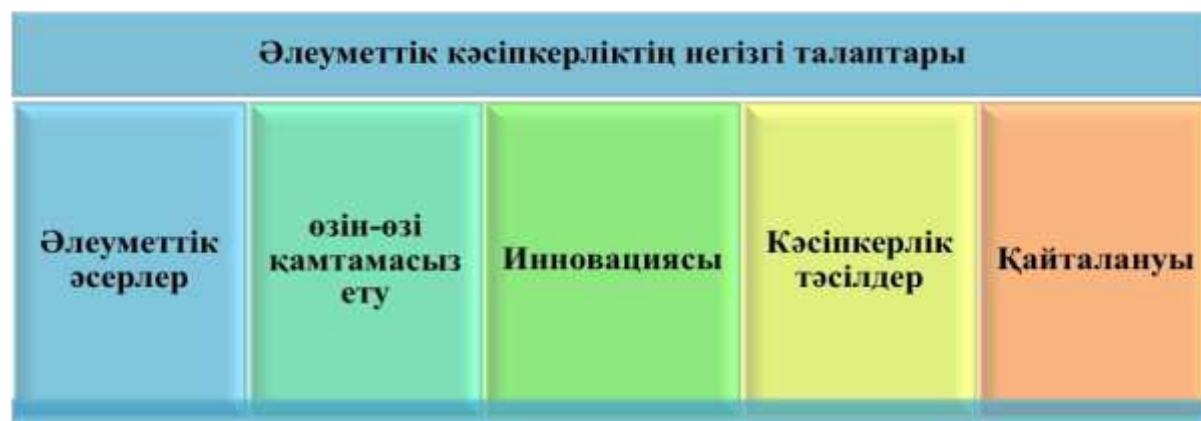 Әлеуметтік кәсіпкерліктің негізгі талаптары
Әлеуметтік
әсерлер
өзін-өзі
қамтамасыз
ету
Инновациясы
Кәсіпкерлік
тәсілдер
Қайталануы